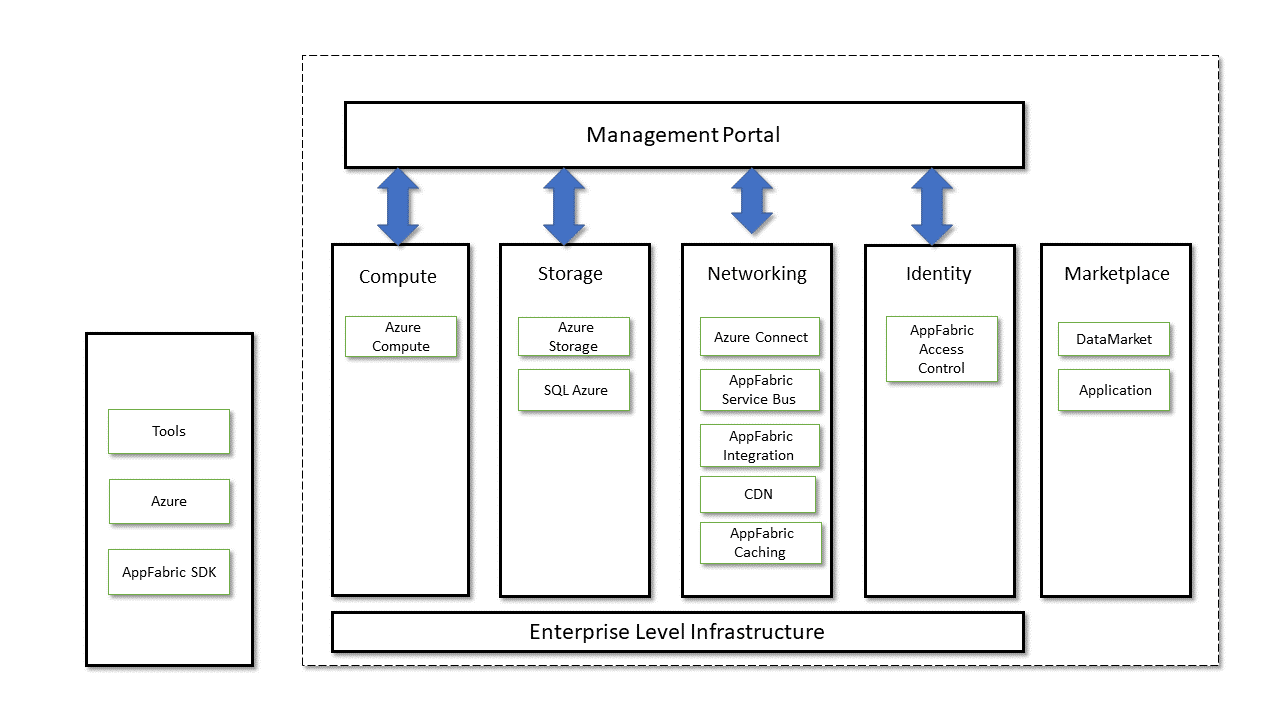 Management Portal
Compute
Azure
Compute
Storage
Azure
Storage
SQL Azure
Networking
Azure Connect
AppFabric
Service Bus
AppFabric
Integration
CDN
AppFabric
Caching
Identity
AppFabric
Access
Control
Marketplace
DataMarket
Application
Tools
Azure
AppFabric SDK
Enterprise Level Infrastructure